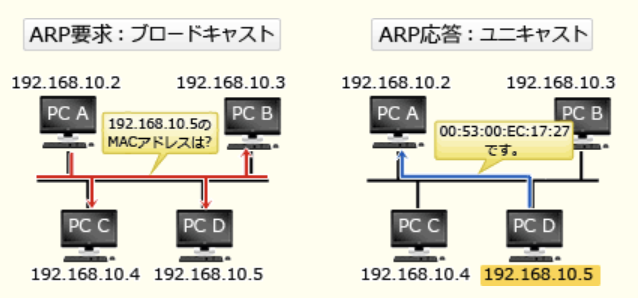 ARP要求：ブロードキャスト
192.168.10.2
192.168.10.3
PC A
192.168.10.5の
MACアドレスは?
PC B
PC C
PC D
192.168.10.4
192.168.10.5
ARP応答：ユニキャスト
192.168.10.2
192.168.10.3
PC A
00:53:00:EC:17:27
です。
PC B
PC C
PC D
192.168.10.4
192.168.10.5